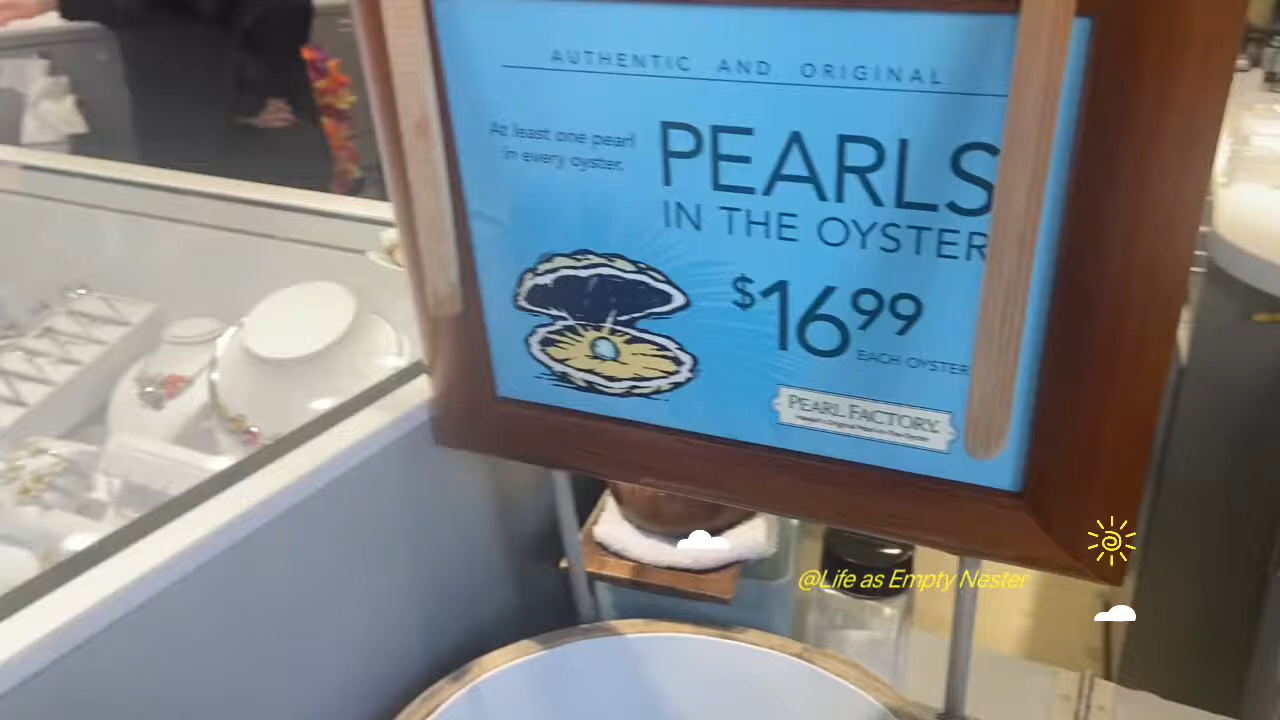 AUTHENTIC AND ORIGINAL
At least one pearl
in every oyster.
PEARLS
IN THE OYSTER
$16.99
EACH OYSTER
PEARL FACTORY
@Life as Empty Nester